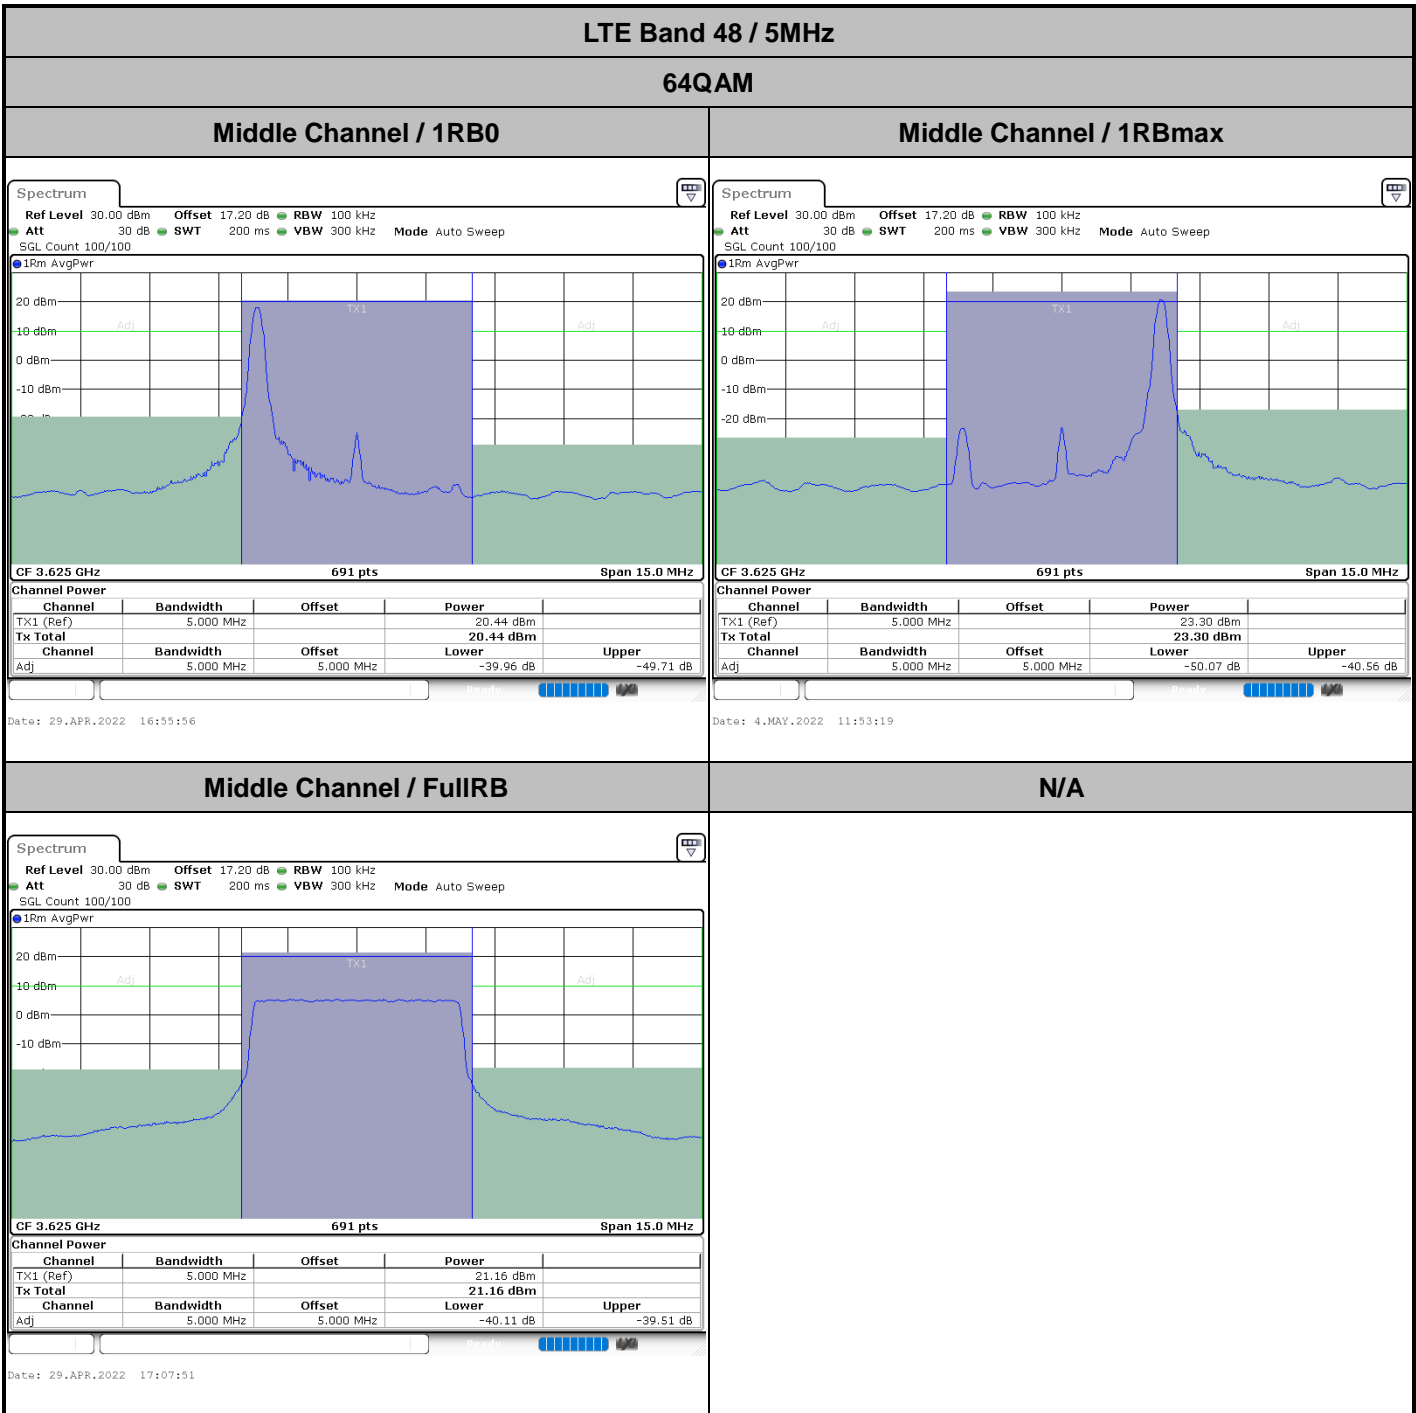 LTE Band 48 / 5MHz
64QAM
Middle Channel / 1RB0
Middle Channel / 1RBmax
Spectrum
Ref Level 30.00 dBm Offset 17.20 dB RBW 100 kHz
Att 30 dB SWT 200 ms VBW 300 kHz Mode Auto Sweep
SGL Count 100/100
1Rm AvgPwr
20 dBm
TX1
10 dBm
Adj
Adj
0 dBm
-10 dBm
CF 3.625 GHz 691 pts Span 15.0 MHz
Channel Power
Channel Bandwidth Offset Power
TX1 (Ref) 5.000 MHz 20.44 dBm
Tx Total 20.44 dBm
Channel Bandwidth Offset Lower Upper
Adj 5.000 MHz 5.000 MHz -39.96 dB -49.71 dB
Ready
Date: 29.APR.2022 16:55:56
Spectrum
Ref Level 30.00 dBm Offset 17.20 dB RBW 100 kHz
Att 30 dB SWT 200 ms VBW 300 kHz Mode Auto Sweep
SGL Count 100/100
1Rm AvgPwr
20 dBm
TX1
10 dBm
Adj
Adj
0 dBm
-10 dBm
-20 dBm
CF 3.625 GHz 691 pts Span 15.0 MHz
Channel Power
Channel Bandwidth Offset Power
TX1 (Ref) 5.000 MHz 23.30 dBm
Tx Total 23.30 dBm
Channel Bandwidth Offset Lower Upper
Adj 5.000 MHz 5.000 MHz -50.07 dB -40.56 dB
Ready
Date: 4.MAY.2022 11:53:19
Middle Channel / FullRB
N/A
Spectrum
Ref Level 30.00 dBm Offset 17.20 dB RBW 100 kHz
Att 30 dB SWT 200 ms VBW 300 kHz Mode Auto Sweep
SGL Count 100/100
1Rm AvgPwr
20 dBm
TX1
10 dBm
Adj
Adj
0 dBm
-10 dBm
CF 3.625 GHz 691 pts Span 15.0 MHz
Channel Power
Channel Bandwidth Offset Power
TX1 (Ref) 5.000 MHz 21.16 dBm
Tx Total 21.16 dBm
Channel Bandwidth Offset Lower Upper
Adj 5.000 MHz 5.000 MHz -40.11 dB -39.51 dB
Ready
Date: 29.APR.2022 17:07:51